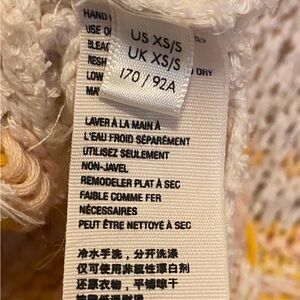 HAND
USE O
BLEAC
RESH
DRY
LOW
MA
US XS/S
UK XS/S
170 / 92A
LAVER À LA MAIN À
L'EAU FROID SÉPARÉMENT
UTILISEZ SEULEMENT
NON-JAVEL
REMODELER PLAT À SEC
FAIBLE COMME FER
NÉCESSAIRES
PEUT ÊTRE NETTOYÉ À SEC
冷水手洗，分开洗涤
仅可使用非氯性漂白剂
还原衣物，平铺晾干